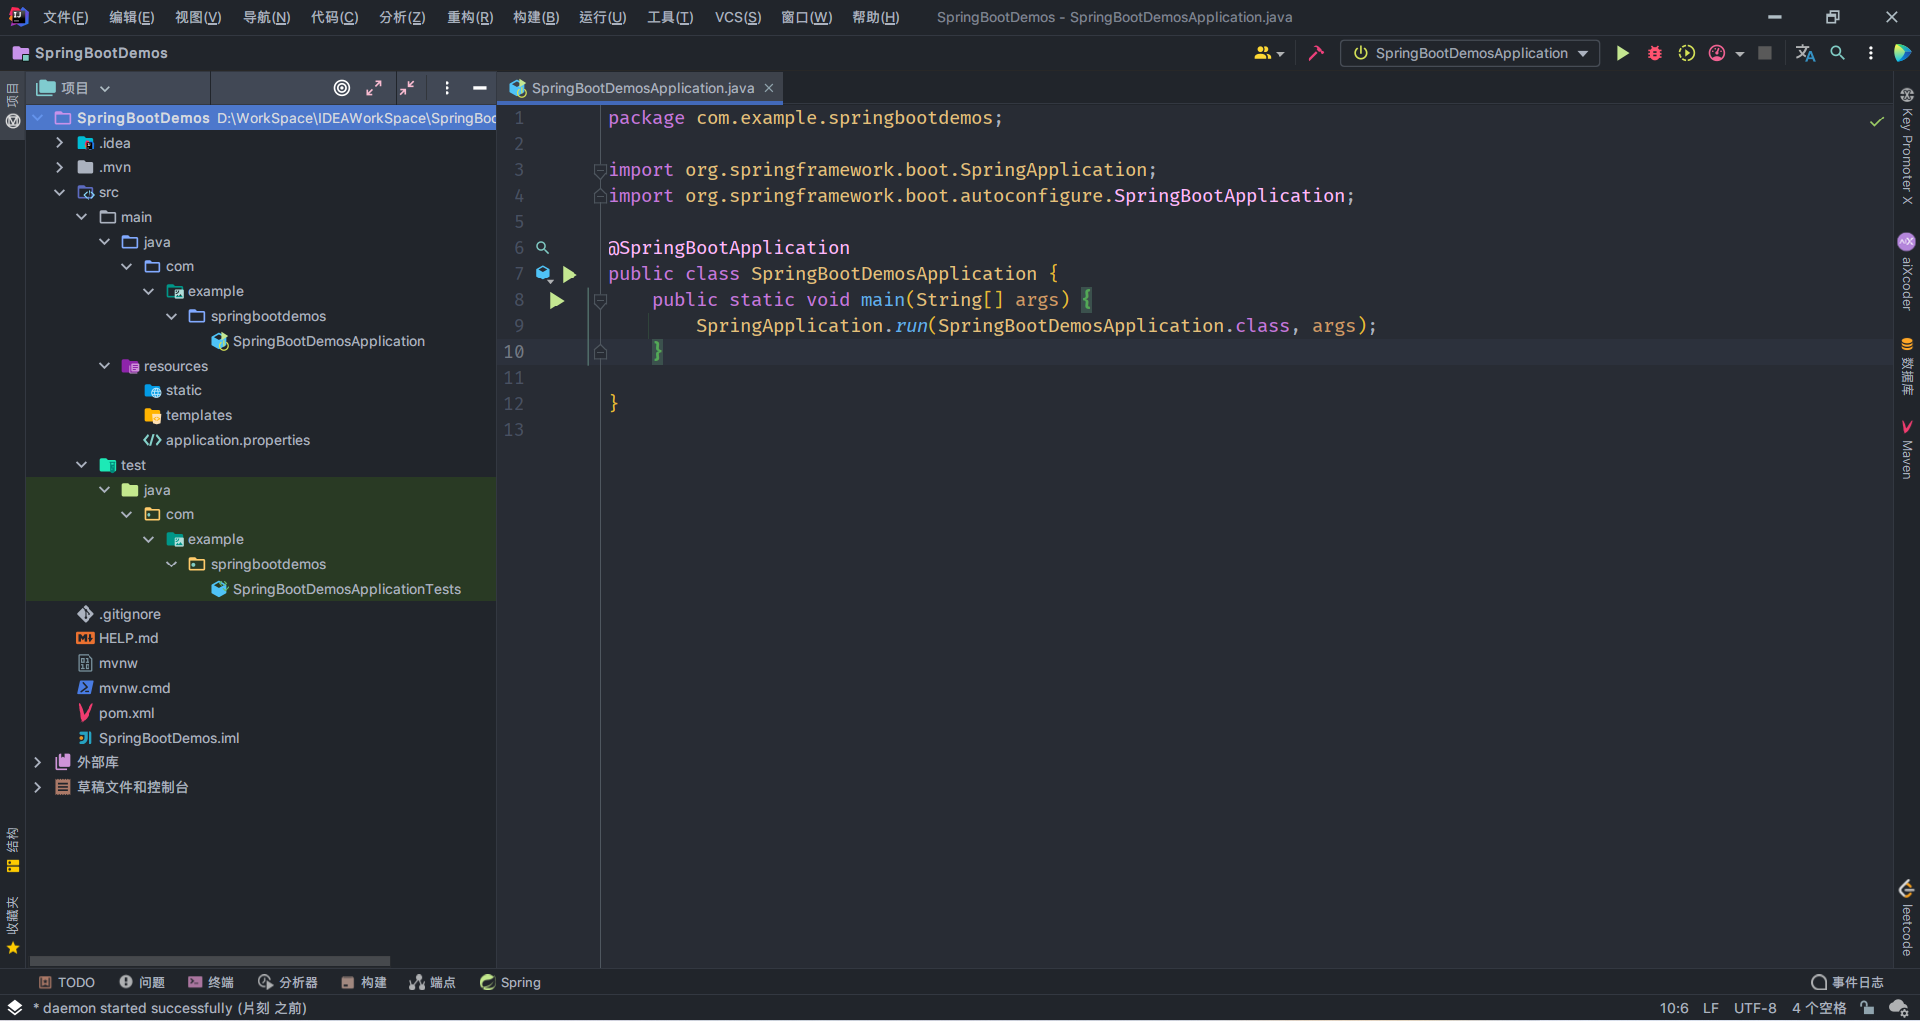 文件(F) 编辑(E) 视图(V) 导航(N) 代码(C) 分析(Z) 重构(R) 构建(B) 运行(U) 工具(T) VCS(S) 窗口(W) 帮助(H) SpringBootDemos - SpringBootDemosApplication.java
SpringBootDemos
SpringBootDemosApplication
项目
项目
SpringBootDemosApplication.java
SpringBootDemos D:\WorkSpace\IDEAWorkSpace\SpringBoo
.idea
.mvn
src
main
java
com
example
springbootdemos
SpringBootDemosApplication
resources
static
templates
application.properties
test
java
com
example
springbootdemos
SpringBootDemosApplicationTests
.gitignore
HELP.md
mvnw
mvnw.cmd
pom.xml
SpringBootDemos.iml
外部库
草稿文件和控制台
结构
收藏夹
1 package com.example.springbootdemos;
2
3 import org.springframework.boot.SpringApplication;
4 import org.springframework.boot.autoconfigure.SpringBootApplication;
5
6 @SpringBootApplication
7 public class SpringBootDemosApplication {
8 public static void main(String[] args) {
9 SpringApplication.run(SpringBootDemosApplication.class, args);
10 }
11
12 }
13
Key Promoter X
aiXcoder
数据库
Maven
leetcode
TODO 问题 终端 分析器 构建 端点 Spring 事件日志
* daemon started successfully (片刻 之前) 10:6 LF UTF-8 4 个空格